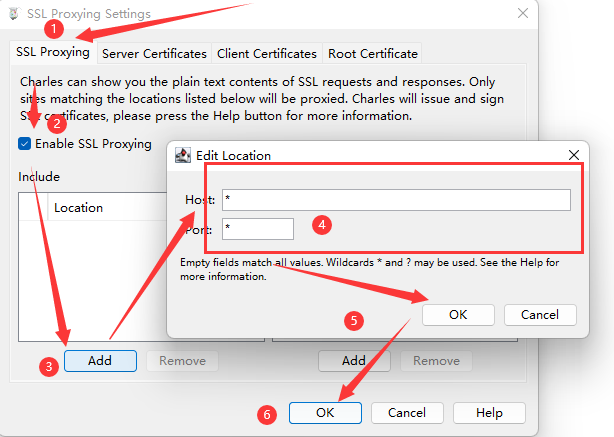 SSL Proxying Settings
1
SSL Proxying
Server Certificates
Client Certificates
Root Certificate
Charles can show you the plain text contents of SSL requests and responses. Only
sites matching the locations listed below will be proxied. Charles will issue and sign
SSL certificates, please press the Help button for more information.
2
Enable SSL Proxying
Include
Location
Edit Location
Host: *
Port: *
4
Empty fields match all values. Wildcards * and ? may be used. See the Help for
more information.
OK
Cancel
5
3
Add
Remove
Add
Remove
6
OK
Cancel
Help